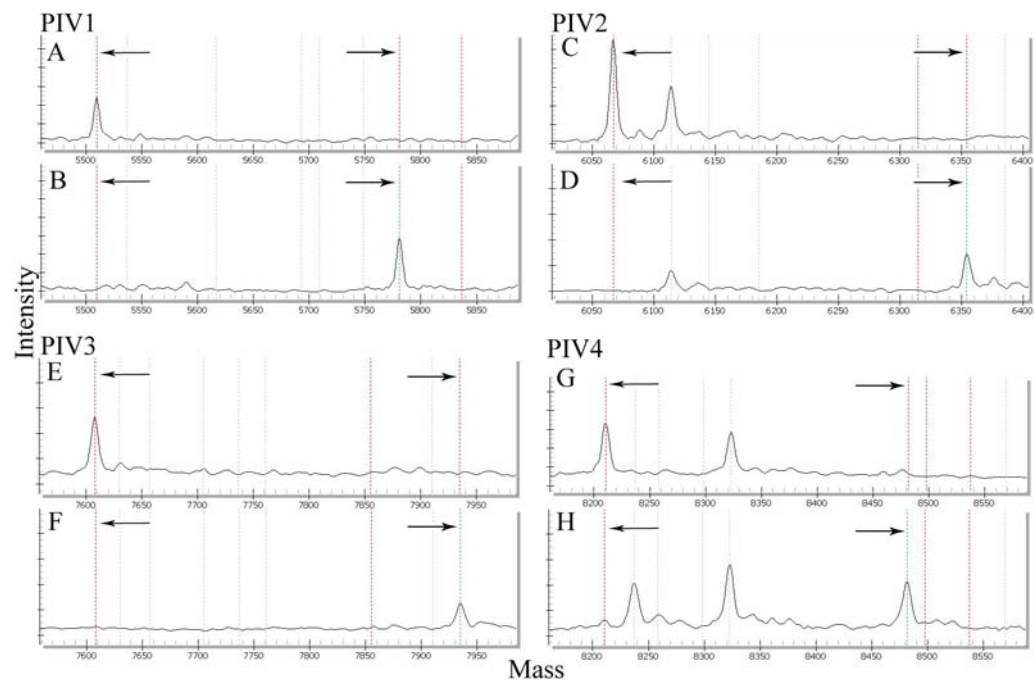 PIV1
PIV2
A
C
5500 5550 5600 5650 5700 5750 5800 5850
6050 6100 6150 6200 6250 6300 6350 6400
B
D
5500 5550 5600 5650 5700 5750 5800 5850
6050 6100 6150 6200 6250 6300 6350 6400
Intensity
PIV3
PIV4
E
G
7600 7650 7700 7750 7800 7850 7900 7950
8200 8250 8300 8350 8400 8450 8500 8550
F
H
7600 7650 7700 7750 7800 7850 7900 7950
8200 8250 8300 8350 8400 8450 8500 8550
Mass